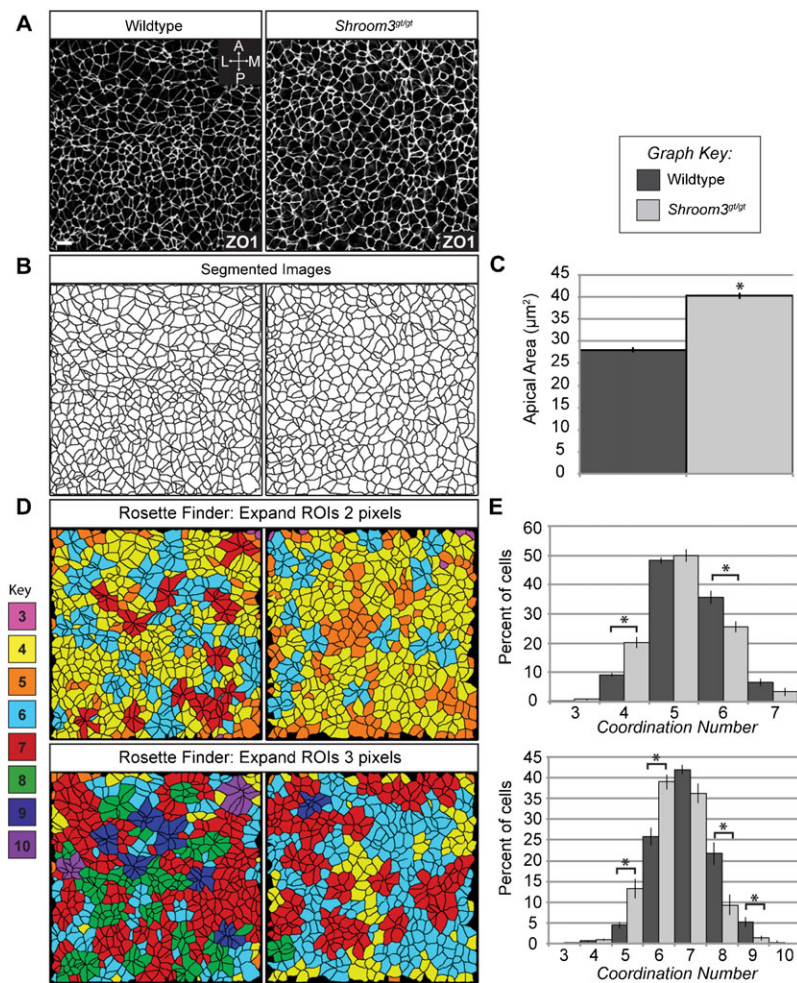 A
Wildtype
Shroom3gt/gt
A
L M
P
ZO1
ZO1
Graph Key:
Wildtype
Shroom3gt/gt
B
Segmented Images
C
Apical Area (µm²)
45
40
35
30
25
20
15
10
5
0
*
D
Rosette Finder: Expand ROIs 2 pixels
Key
3
4
5
6
7
8
9
10
Rosette Finder: Expand ROIs 3 pixels
E
Percent of cells
60
50
40
30
20
10
0
*
*
3 4 5 6 7
Coordination Number
Percent of cells
45
40
35
30
25
20
15
10
5
0
*
*
*
*
3 4 5 6 7 8 9 10
Coordination Number